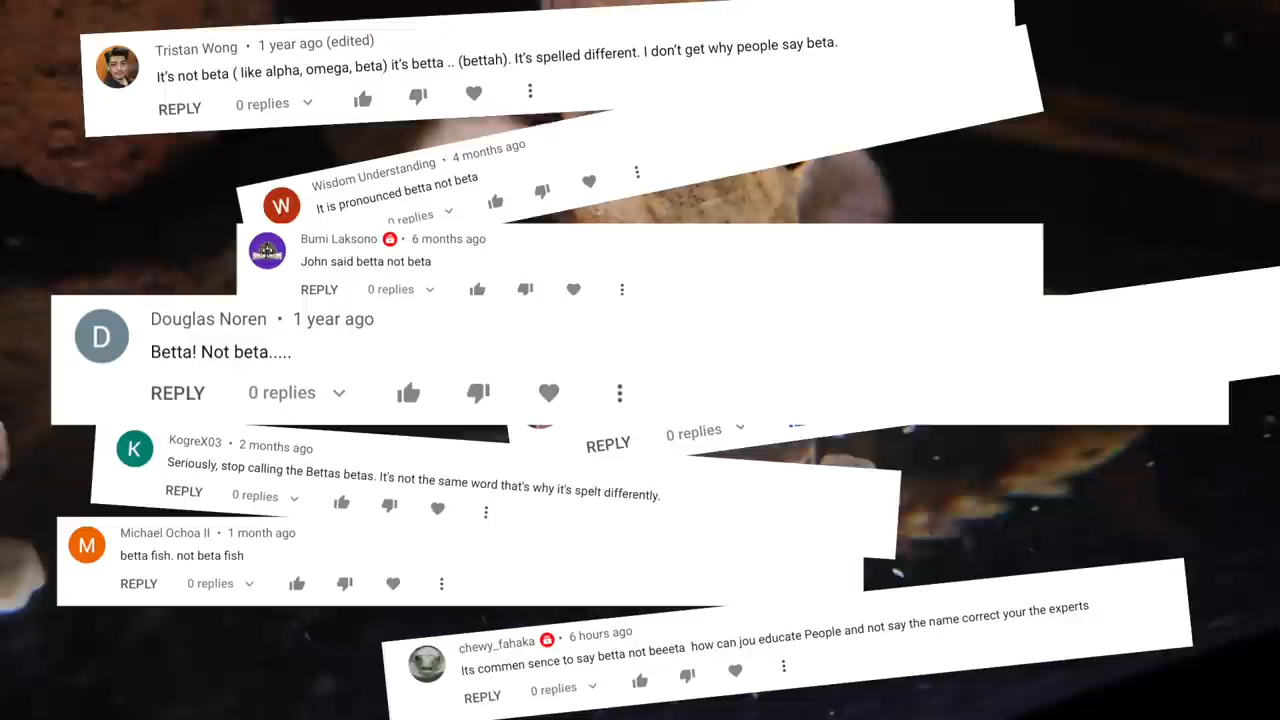 Tristan Wong • 1 year ago (edited)
It's not beta ( like alpha, omega, beta) it's betta .. (bettah). It's spelled different. I don't get why people say beta.
REPLY 0 replies
Wisdom Understanding • 4 months ago
W
It is pronounced betta not beta
0 replies
Bumi Laksono • 6 months ago
John said betta not beta
REPLY 0 replies
Douglas Noren • 1 year ago
D
Betta! Not beta.....
REPLY 0 replies
REPLY 0 replies
KogreX03 • 2 months ago
K
Seriously, stop calling the Bettas betas. It's not the same word that's why it's spelt differently.
REPLY 0 replies
Michael Ochoa II • 1 month ago
M
betta fish. not beta fish
REPLY 0 replies
chewy_fahaka • 6 hours ago
Its commen sence to say betta not beeeta how can jou educate People and not say the name correct your the experts
REPLY 0 replies